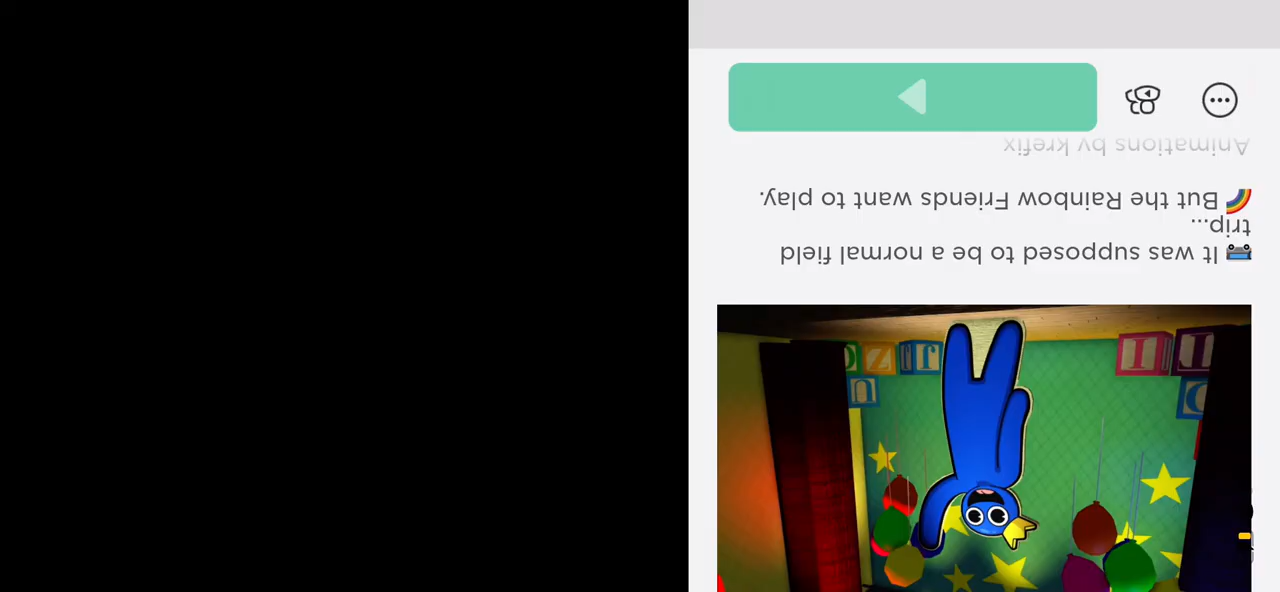 🚌 It was supposed to be a normal field
trip...
🌈 But the Rainbow Friends want to play.
Animations by krefix